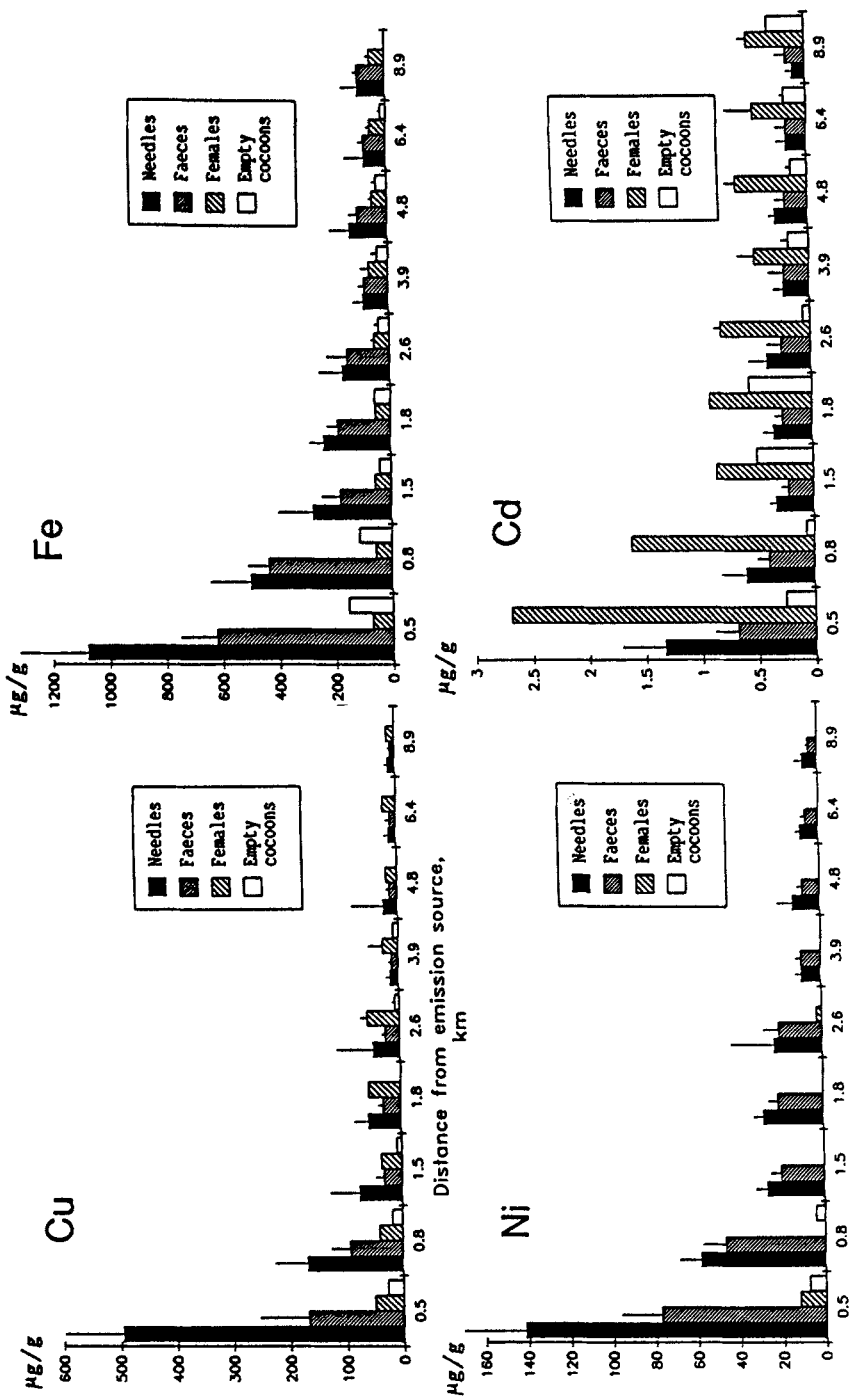 µg/g
600
500
400
300
200
100
0
Cu
Needles
Faeces
Females
Empty
cocoons
0.5 0.8 1.5 1.8 2.6 3.9 4.8 6.4 8.9
Distance from emission source,
km
µg/g
1200
1000
800
600
400
200
0
Fe
Needles
Faeces
Females
Empty
cocoons
0.5 0.8 1.5 1.8 2.6 3.9 4.8 6.4 8.9
µg/g
160
140
120
100
80
60
40
20
0
Ni
Needles
Faeces
Females
Empty
cocoons
0.5 0.8 1.5 1.8 2.6 3.9 4.8 6.4 8.9
µg/g
3
2.5
2
1.5
1
0.5
0
Cd
Needles
Faeces
Females
Empty
cocoons
0.5 0.8 1.5 1.8 2.6 3.9 4.8 6.4 8.9